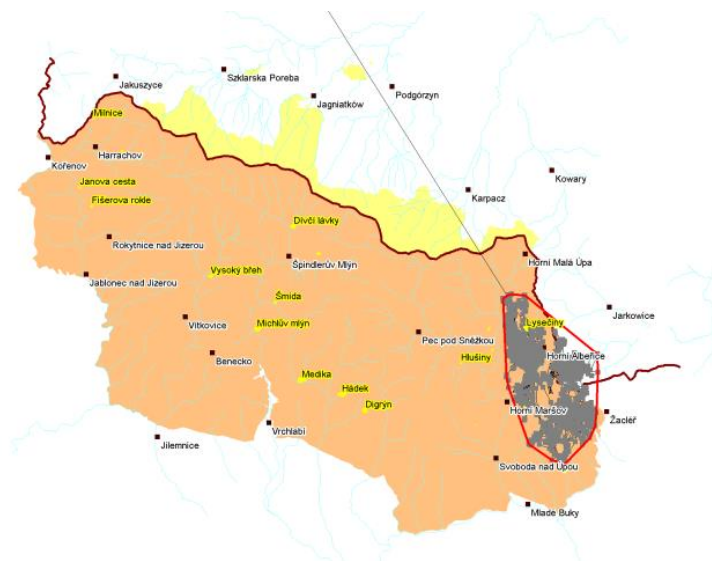 Szklarska Poreba
Jakuszyce
Podgórzyn
Jagniatków
Milnice
Harrachov
Kořenov
Kowary
Janova cesta
Karpacz
Fišerova rokle
Dívčí lávky
Rokytnice nad Jizerou
Špindlerův Mlýn
Horní Malá Úpa
Vysoký břeh
Jablonec nad Jizerou
Šmída
Jarkowice
Vítkovice
Michlův mlýn
Lysečiny
Pec pod Sněžkou
Horní Albeřice
Benecko
Hlušiny
Medika
Hádek
Horní Maršov
Digrýn
Žacléř
Vrchlabí
Jilemnice
Svoboda nad Úpou
Mladé Buky